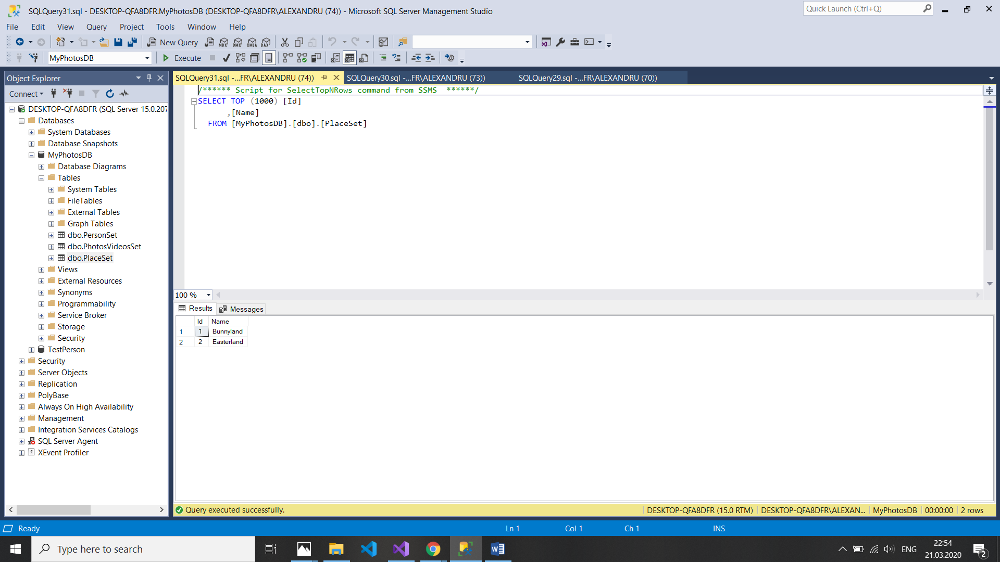 SQLQuery31.sql - DESKTOP-QFA8DFR.MyPhotosDB (DESKTOP-QFA8DFR\ALEXANDRU (74)) - Microsoft SQL Server Management Studio
Quick Launch (Ctrl+Q)
File Edit View Query Project Tools Window Help
New Query MDX DMX XMLA DAX
MyPhotosDB Execute
Object Explorer
SQLQuery31.sql -...FR\ALEXANDRU (74)) SQLQuery30.sql -...FR\ALEXANDRU (73)) SQLQuery29.sql -...FR\ALEXANDRU (70))
Connect
DESKTOP-QFA8DFR (SQL Server 15.0.207
Databases
System Databases
Database Snapshots
MyPhotosDB
Database Diagrams
Tables
System Tables
FileTables
External Tables
Graph Tables
dbo.PersonSet
dbo.PhotosVideosSet
dbo.PlaceSet
Views
External Resources
Synonyms
Programmability
Service Broker
Storage
Security
TestPerson
Security
Server Objects
Replication
PolyBase
Always On High Availability
Management
Integration Services Catalogs
SQL Server Agent
XEvent Profiler
/****** Script for SelectTopNRows command from SSMS  ******/
SELECT TOP (1000) [Id]
,[Name]
FROM [MyPhotosDB].[dbo].[PlaceSet]
100 %
Results Messages
Id Name
1 1 Bunnyland
2 2 Easterland
Query executed successfully. DESKTOP-QFA8DFR (15.0 RTM) DESKTOP-QFA8DFR\ALEXAN... MyPhotosDB 00:00:00 2 rows
Ready Ln 1 Col 1 Ch 1 INS
Type here to search
ENG
22:54
21.03.2020
2